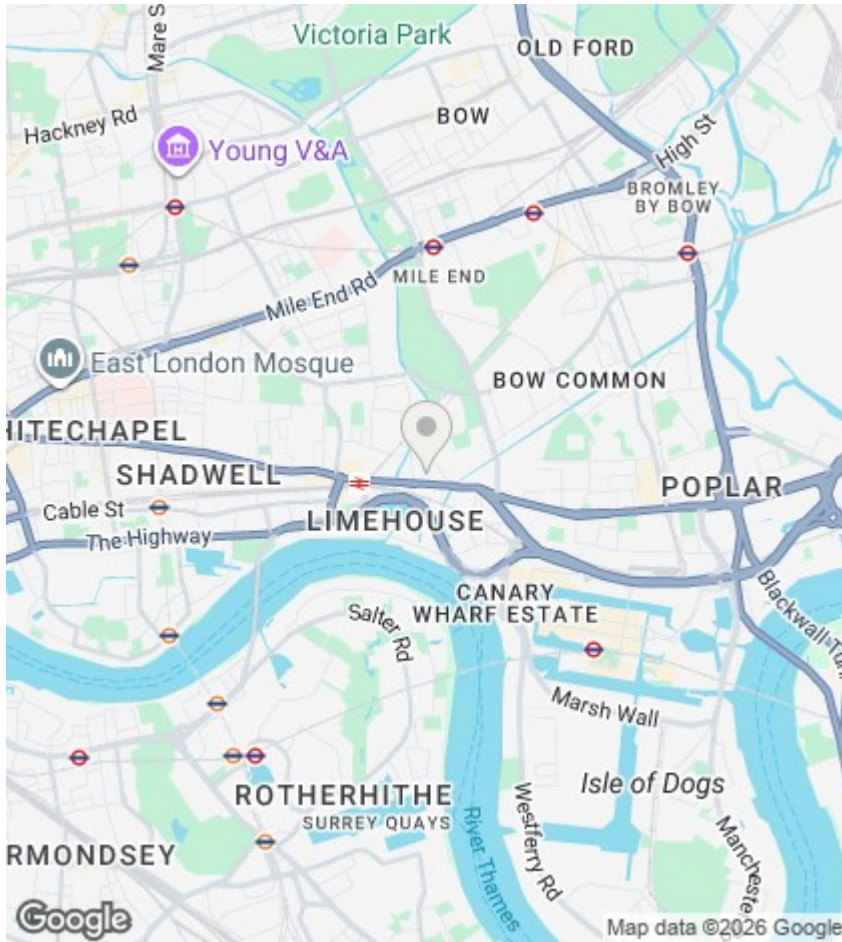 Victoria Park
Mare S
OLD FORD
BOW
Hackney Rd
High St
Young V&A
BROMLEY
BY BOW
MILE END
Mile End Rd
East London Mosque
BOW COMMON
HITECHAPEL
SHADWELL
POPLAR
Cable St
LIMEHOUSE
The Highway
CANARY
WHARF ESTATE
Blackwall Tun
Salter Rd
Marsh Wall
Isle of Dogs
ROTHERHITHE
SURREY QUAYS
River Thames
Westferry Rd
Mancheste
RMONDSEY
Google
Map data ©2026 Google